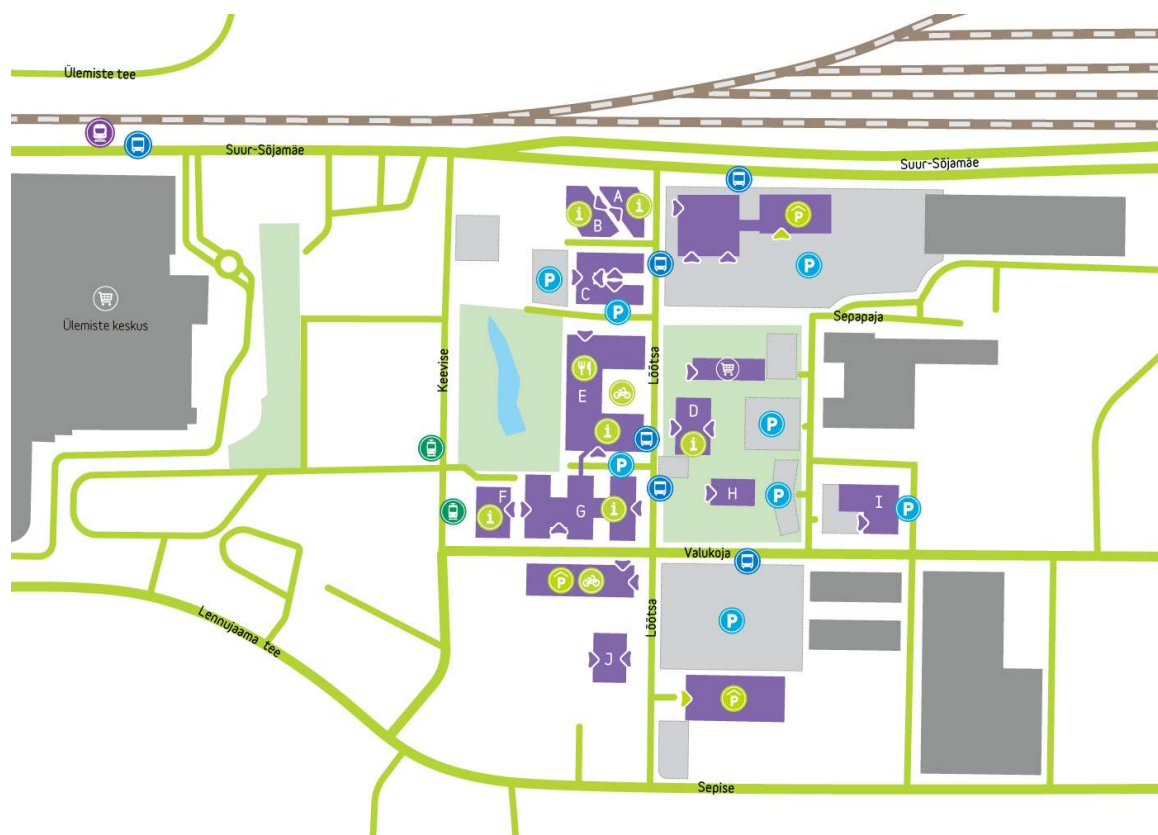 Ülemiste tee
Suur-Sõjamäe
Suur-Sõjamäe
A
i
B
i
P
C
P
P
P
Sepapaja
Ülemiste keskus
Keevise
Lõõtsa
E
D
i
i
P
P
F
i
G
i
H
P
I
P
Valukoja
P
Lõõtsa
P
Lennujaama tee
J
P
Sepise